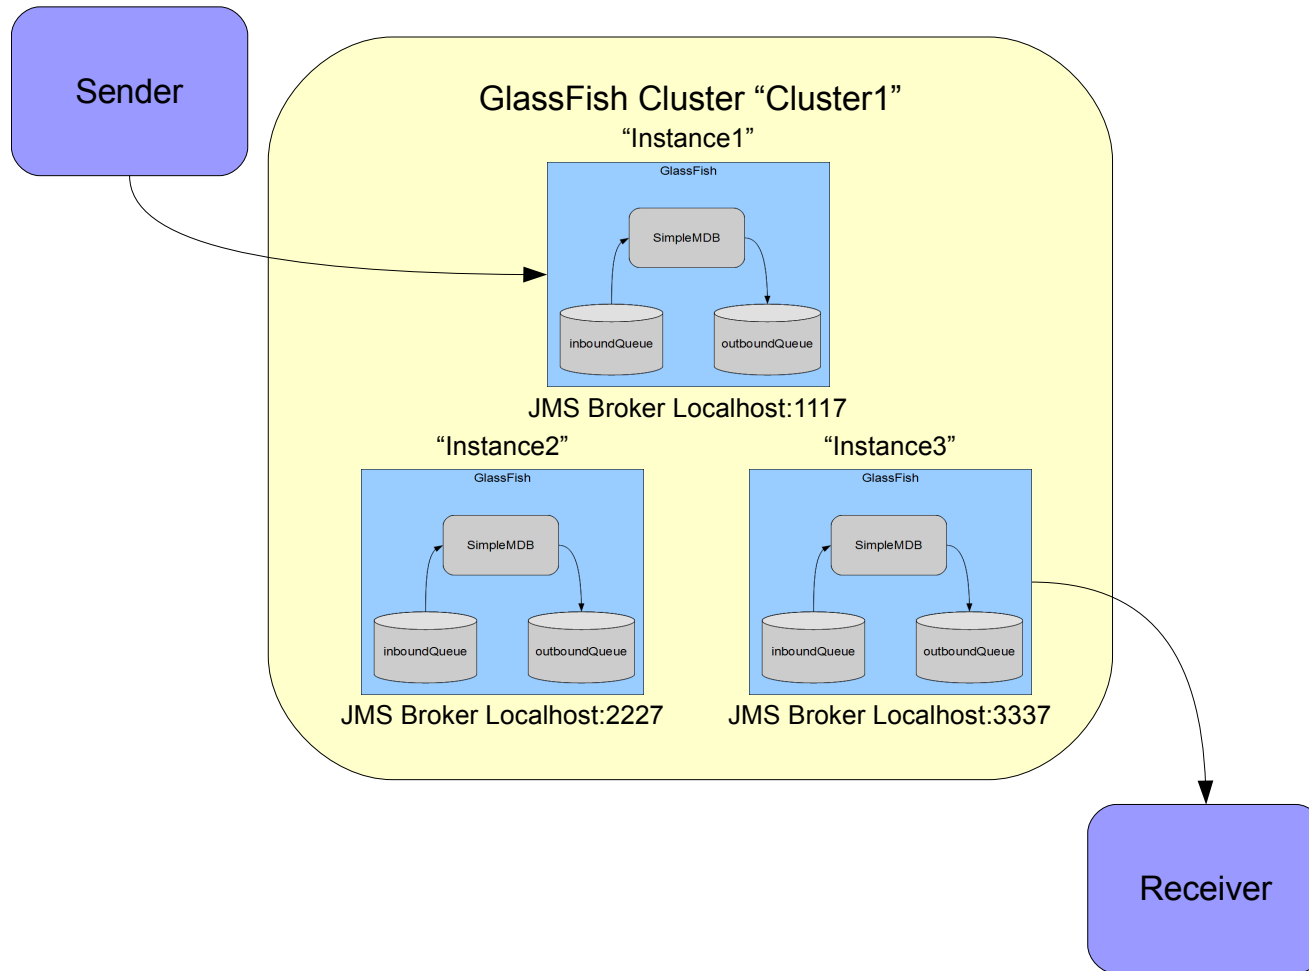 Sender
GlassFish Cluster “Cluster1”
“Instance1”
GlassFish
SimpleMDB
inboundQueue
outboundQueue
JMS Broker Localhost:1117
“Instance2”
GlassFish
SimpleMDB
inboundQueue
outboundQueue
JMS Broker Localhost:2227
“Instance3”
GlassFish
SimpleMDB
inboundQueue
outboundQueue
JMS Broker Localhost:3337
Receiver